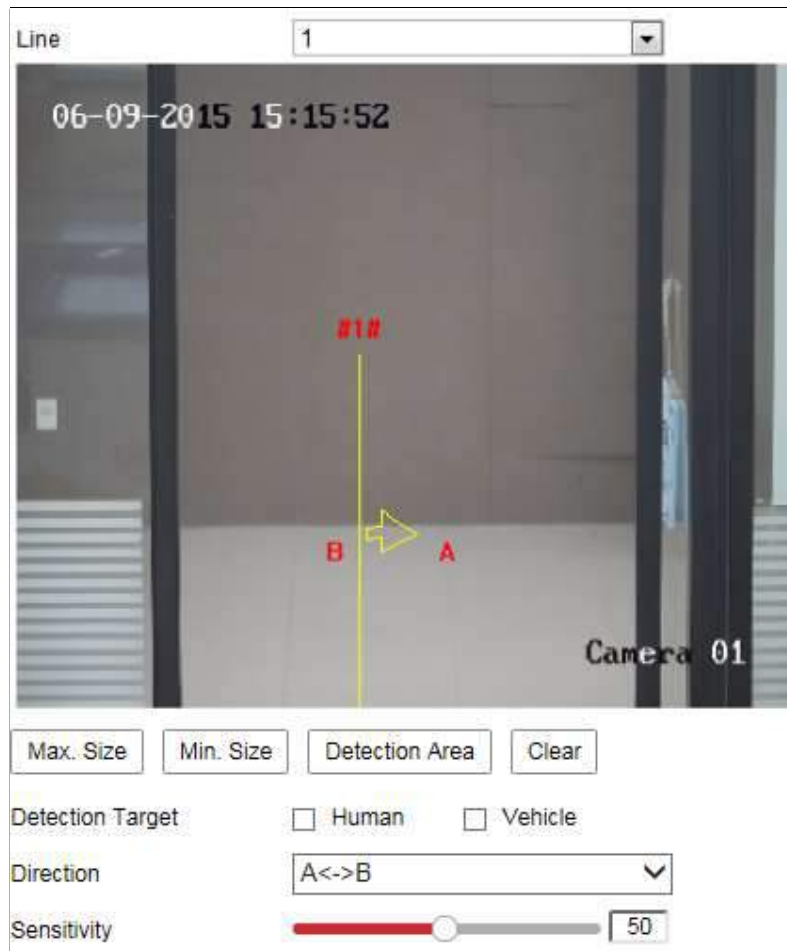 Line 1
06-09-2015 15:15:52
#1#
B A
Camera 01
Max. Size Min. Size Detection Area Clear
Detection Target Human Vehicle
Direction A<->B
Sensitivity 50